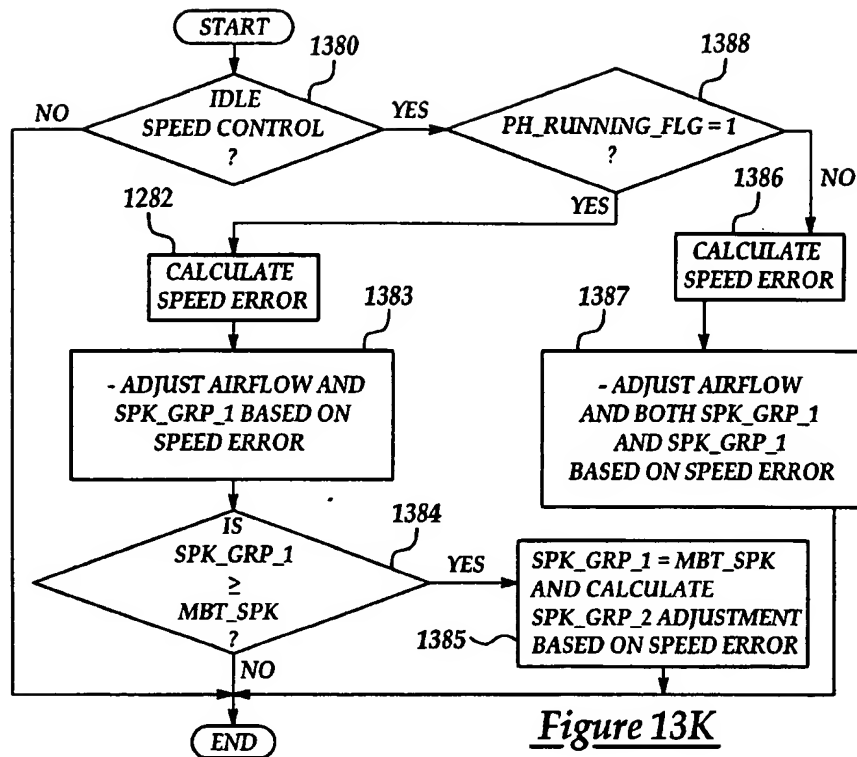 START
1380
IDLE
SPEED CONTROL
?
NO
YES
1388
PH_RUNNING_FLG = 1
?
YES
NO
1282
CALCULATE
SPEED ERROR
1386
CALCULATE
SPEED ERROR
1383
- ADJUST AIRFLOW AND
SPK_GRP_1 BASED ON
SPEED ERROR
1387
- ADJUST AIRFLOW
AND BOTH SPK_GRP_1
AND SPK_GRP_1
BASED ON SPEED ERROR
1384
IS
SPK_GRP_1
≥
MBT_SPK
?
YES
NO
SPK_GRP_1 = MBT_SPK
AND CALCULATE
SPK_GRP_2 ADJUSTMENT
BASED ON SPEED ERROR
1385
END
Figure 13K